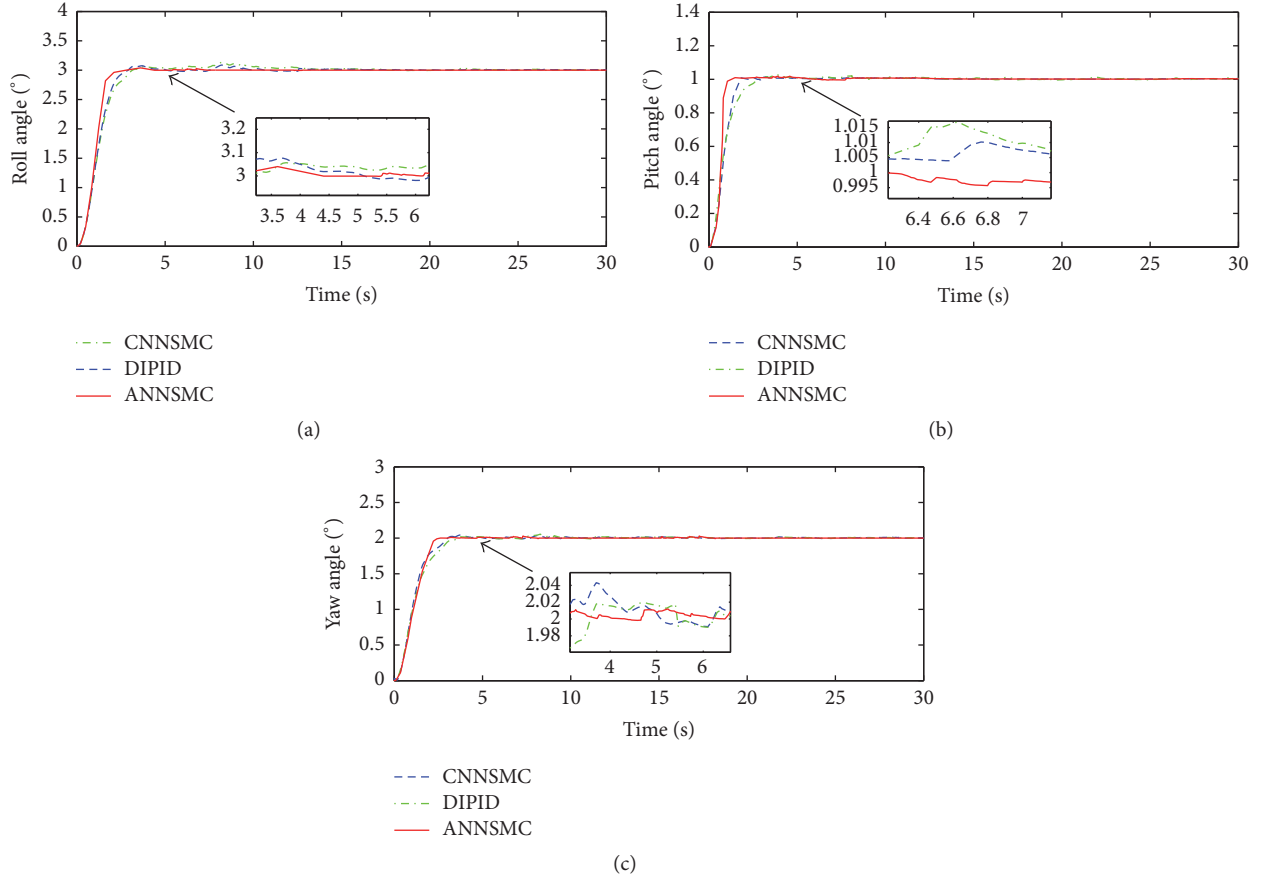 4
3.5
3
2.5
2
1.5
1
0.5
0
Roll angle (°)
3.2
3.1
3
3.5 4 4.5 5 5.5 6
0 5 10 15 20 25 30
Time (s)
CNNSMC
DIPID
ANNSMC
(a)
1.4
1.2
1
0.8
0.6
0.4
0.2
0
Pitch angle (°)
1.015
1.01
1.005
1
0.995
6.4 6.6 6.8 7
0 5 10 15 20 25 30
Time (s)
CNNSMC
DIPID
ANNSMC
(b)
3
2.5
2
1.5
1
0.5
0
Yaw angle (°)
2.04
2.02
2
1.98
4 5 6
0 5 10 15 20 25 30
Time (s)
CNNSMC
DIPID
ANNSMC
(c)